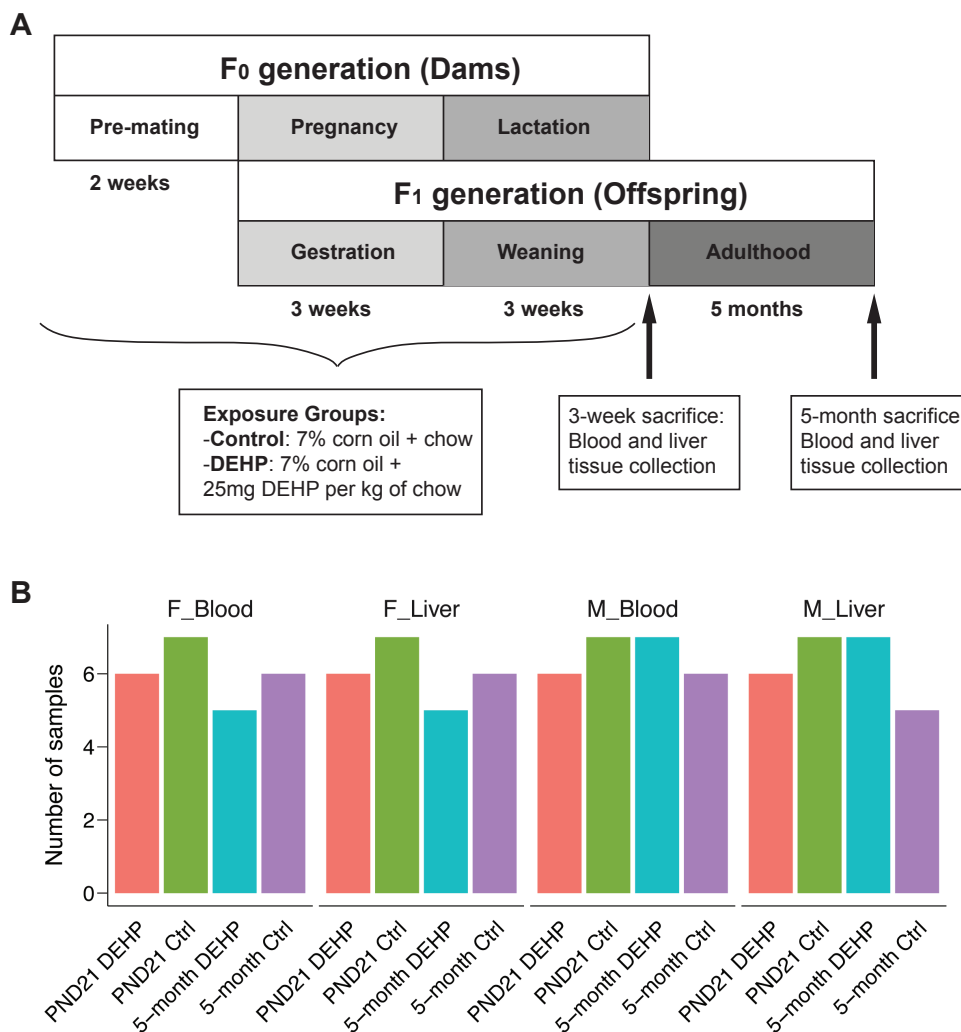 A
F0 generation (Dams)
Pre-mating Pregnancy Lactation
2 weeks
F1 generation (Offspring)
Gestration Weaning Adulthood
3 weeks 3 weeks 5 months
Exposure Groups:
-Control: 7% corn oil + chow
-DEHP: 7% corn oil +
25mg DEHP per kg of chow
3-week sacrifice:
Blood and liver
tissue collection
5-month sacrifice:
Blood and liver
tissue collection
B
F_Blood F_Liver M_Blood M_Liver
Number of samples
6
4
2
0
PND21 DEHP PND21 Ctrl 5-month DEHP 5-month Ctrl PND21 DEHP PND21 Ctrl 5-month DEHP 5-month Ctrl PND21 DEHP PND21 Ctrl 5-month DEHP 5-month Ctrl PND21 DEHP PND21 Ctrl 5-month DEHP 5-month Ctrl